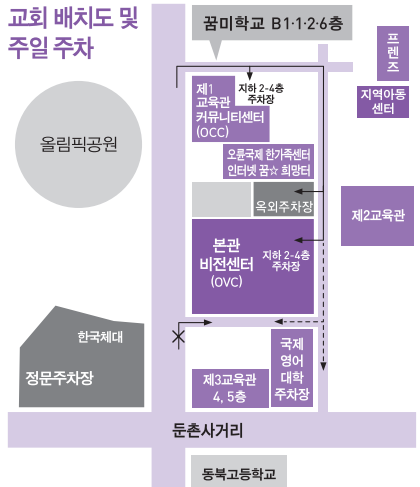 교회 배치도 및
주일 주차
꿈미학교 B1·1·2·6층
프렌즈
지역아동
센터
제1
교육관
커뮤니티센터
(OCC)
지하 2-4층
주차장
올림픽공원
오륜국제 한가족센터
인터넷 꿈☆ 희망터
옥외주차장
제2교육관
본관
비전센터
(OVC)
지하 2-4층
주차장
한국체대
정문주차장
국제
영어
대학
주차장
제3교육관
4, 5층
둔촌사거리
동북고등학교